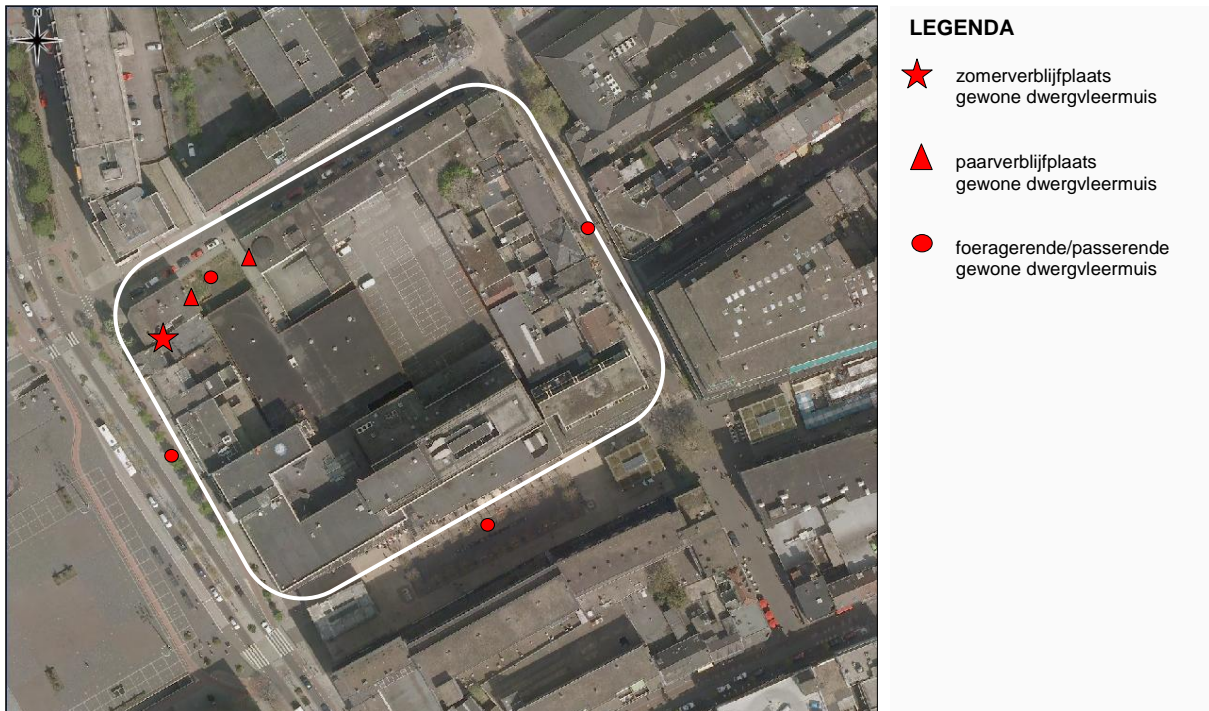 LEGENDA
zomerverblijfplaats
gewone dwergvleermuis
paarverblijfplaats
gewone dwergvleermuis
foeragerende/passerende
gewone dwergvleermuis